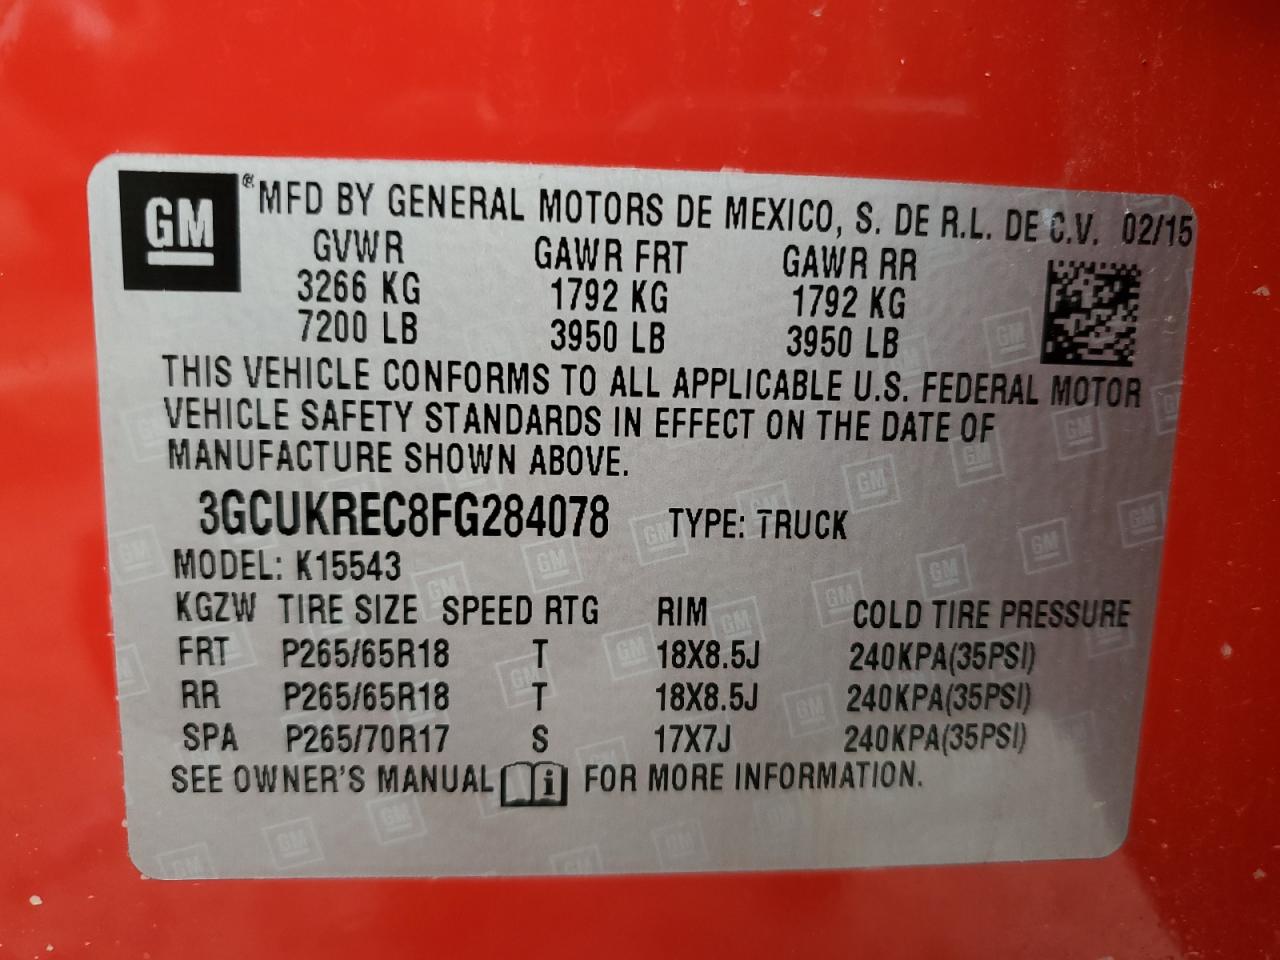 GM ® MFD BY GENERAL MOTORS DE MEXICO, S. DE R.L. DE C.V. 02/15
GVWR GAWR FRT GAWR RR
3266 KG 1792 KG 1792 KG
7200 LB 3950 LB 3950 LB
THIS VEHICLE CONFORMS TO ALL APPLICABLE U.S. FEDERAL MOTOR
VEHICLE SAFETY STANDARDS IN EFFECT ON THE DATE OF
MANUFACTURE SHOWN ABOVE.
3GCUKREC8FG284078 TYPE: TRUCK
MODEL: K15543
KGZW TIRE SIZE SPEED RTG RIM COLD TIRE PRESSURE
FRT P265/65R18 T 18X8.5J 240KPA(35PSI)
RR P265/65R18 T 18X8.5J 240KPA(35PSI)
SPA P265/70R17 S 17X7J 240KPA(35PSI)
SEE OWNER'S MANUAL i FOR MORE INFORMATION.